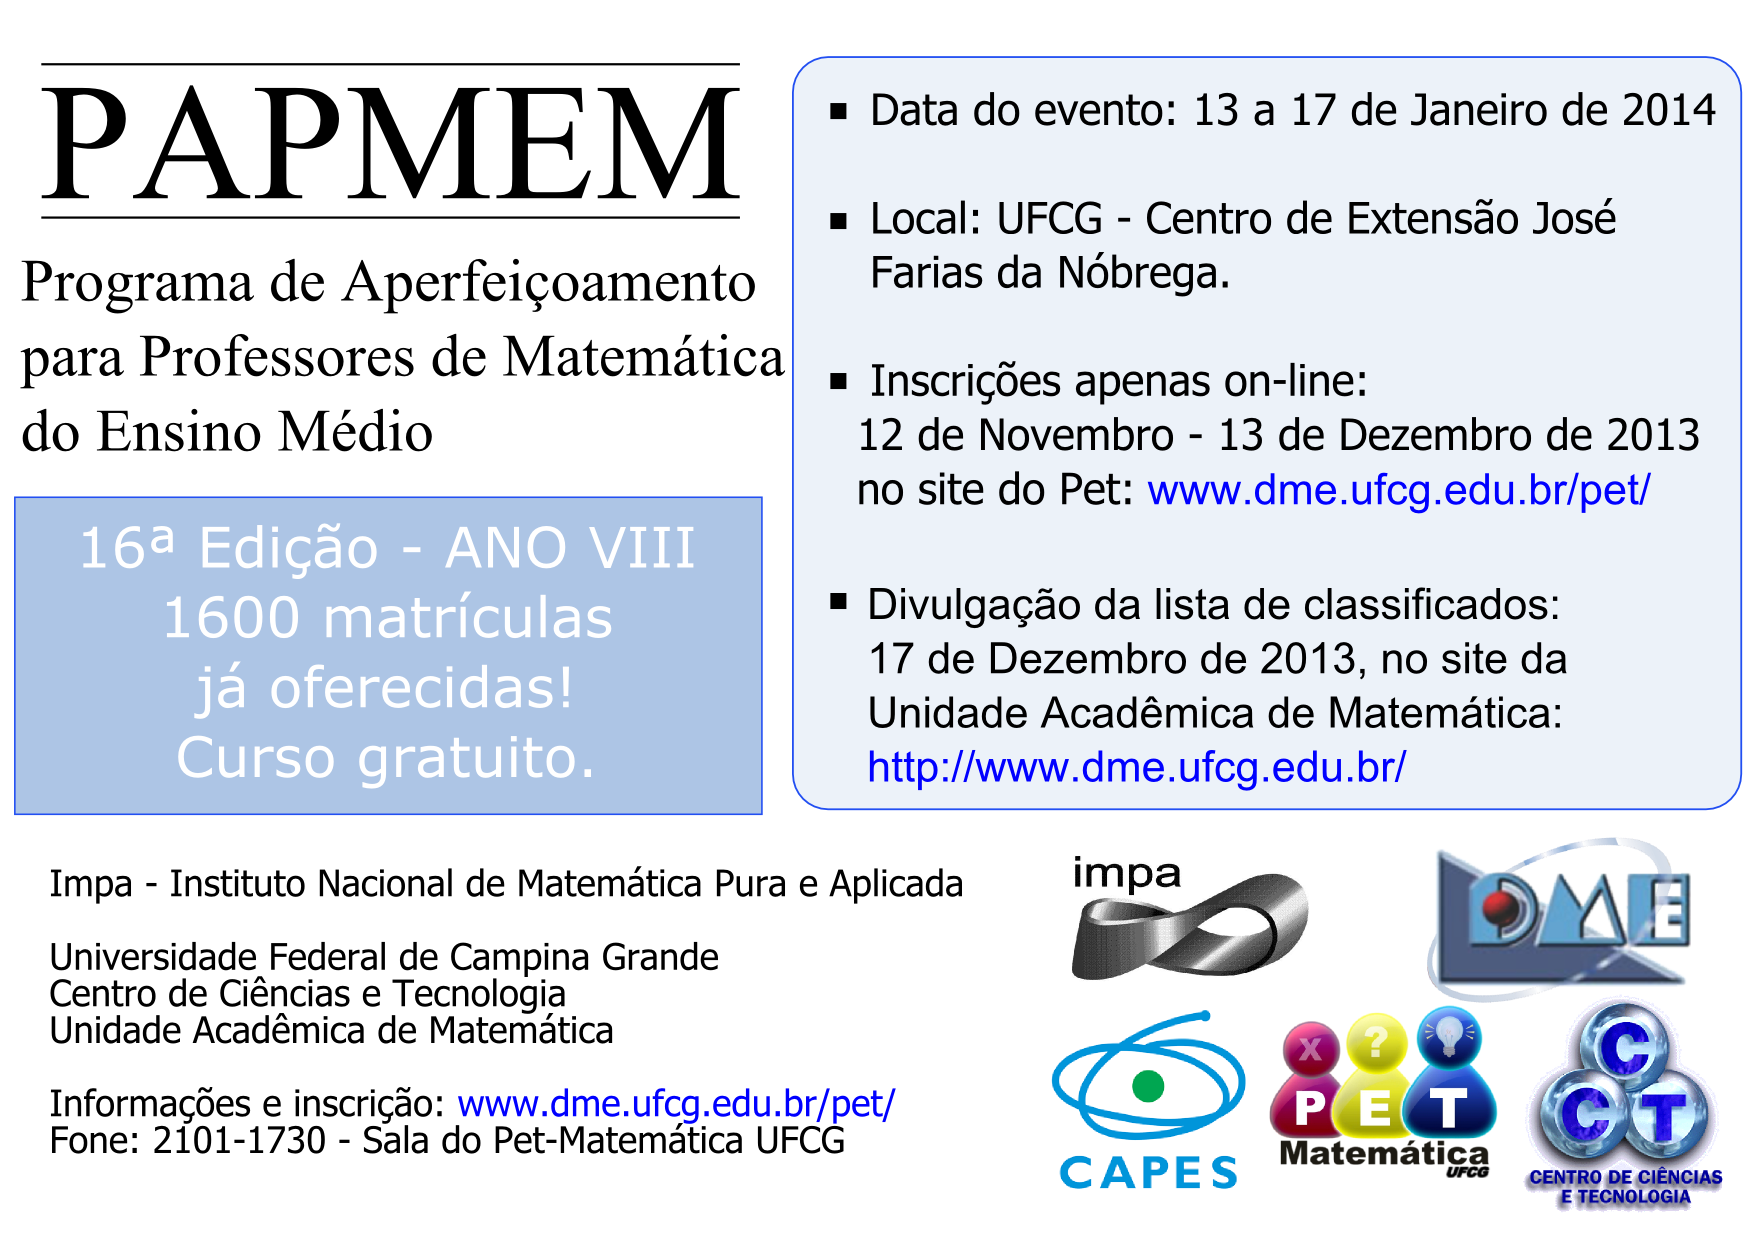 PAPMEM
Programa de Aperfeiçoamento
para Professores de Matemática
do Ensino Médio
16ª Edição - ANO VIII
1600 matrículas
já oferecidas!
Curso gratuito.
Data do evento: 13 a 17 de Janeiro de 2014
Local: UFCG - Centro de Extensão José
Farias da Nóbrega.
Inscrições apenas on-line:
12 de Novembro - 13 de Dezembro de 2013
no site do Pet: www.dme.ufcg.edu.br/pet/
Divulgação da lista de classificados:
17 de Dezembro de 2013, no site da
Unidade Acadêmica de Matemática:
http://www.dme.ufcg.edu.br/
Impa - Instituto Nacional de Matemática Pura e Aplicada
Universidade Federal de Campina Grande
Centro de Ciências e Tecnologia
Unidade Acadêmica de Matemática
Informações e inscrição: www.dme.ufcg.edu.br/pet/
Fone: 2101-1730 - Sala do Pet-Matemática UFCG
impa
DME
CAPES
X ?
PET
Matemática
UFCG
C
CT
CENTRO DE CIÊNCIAS
E TECNOLOGIA